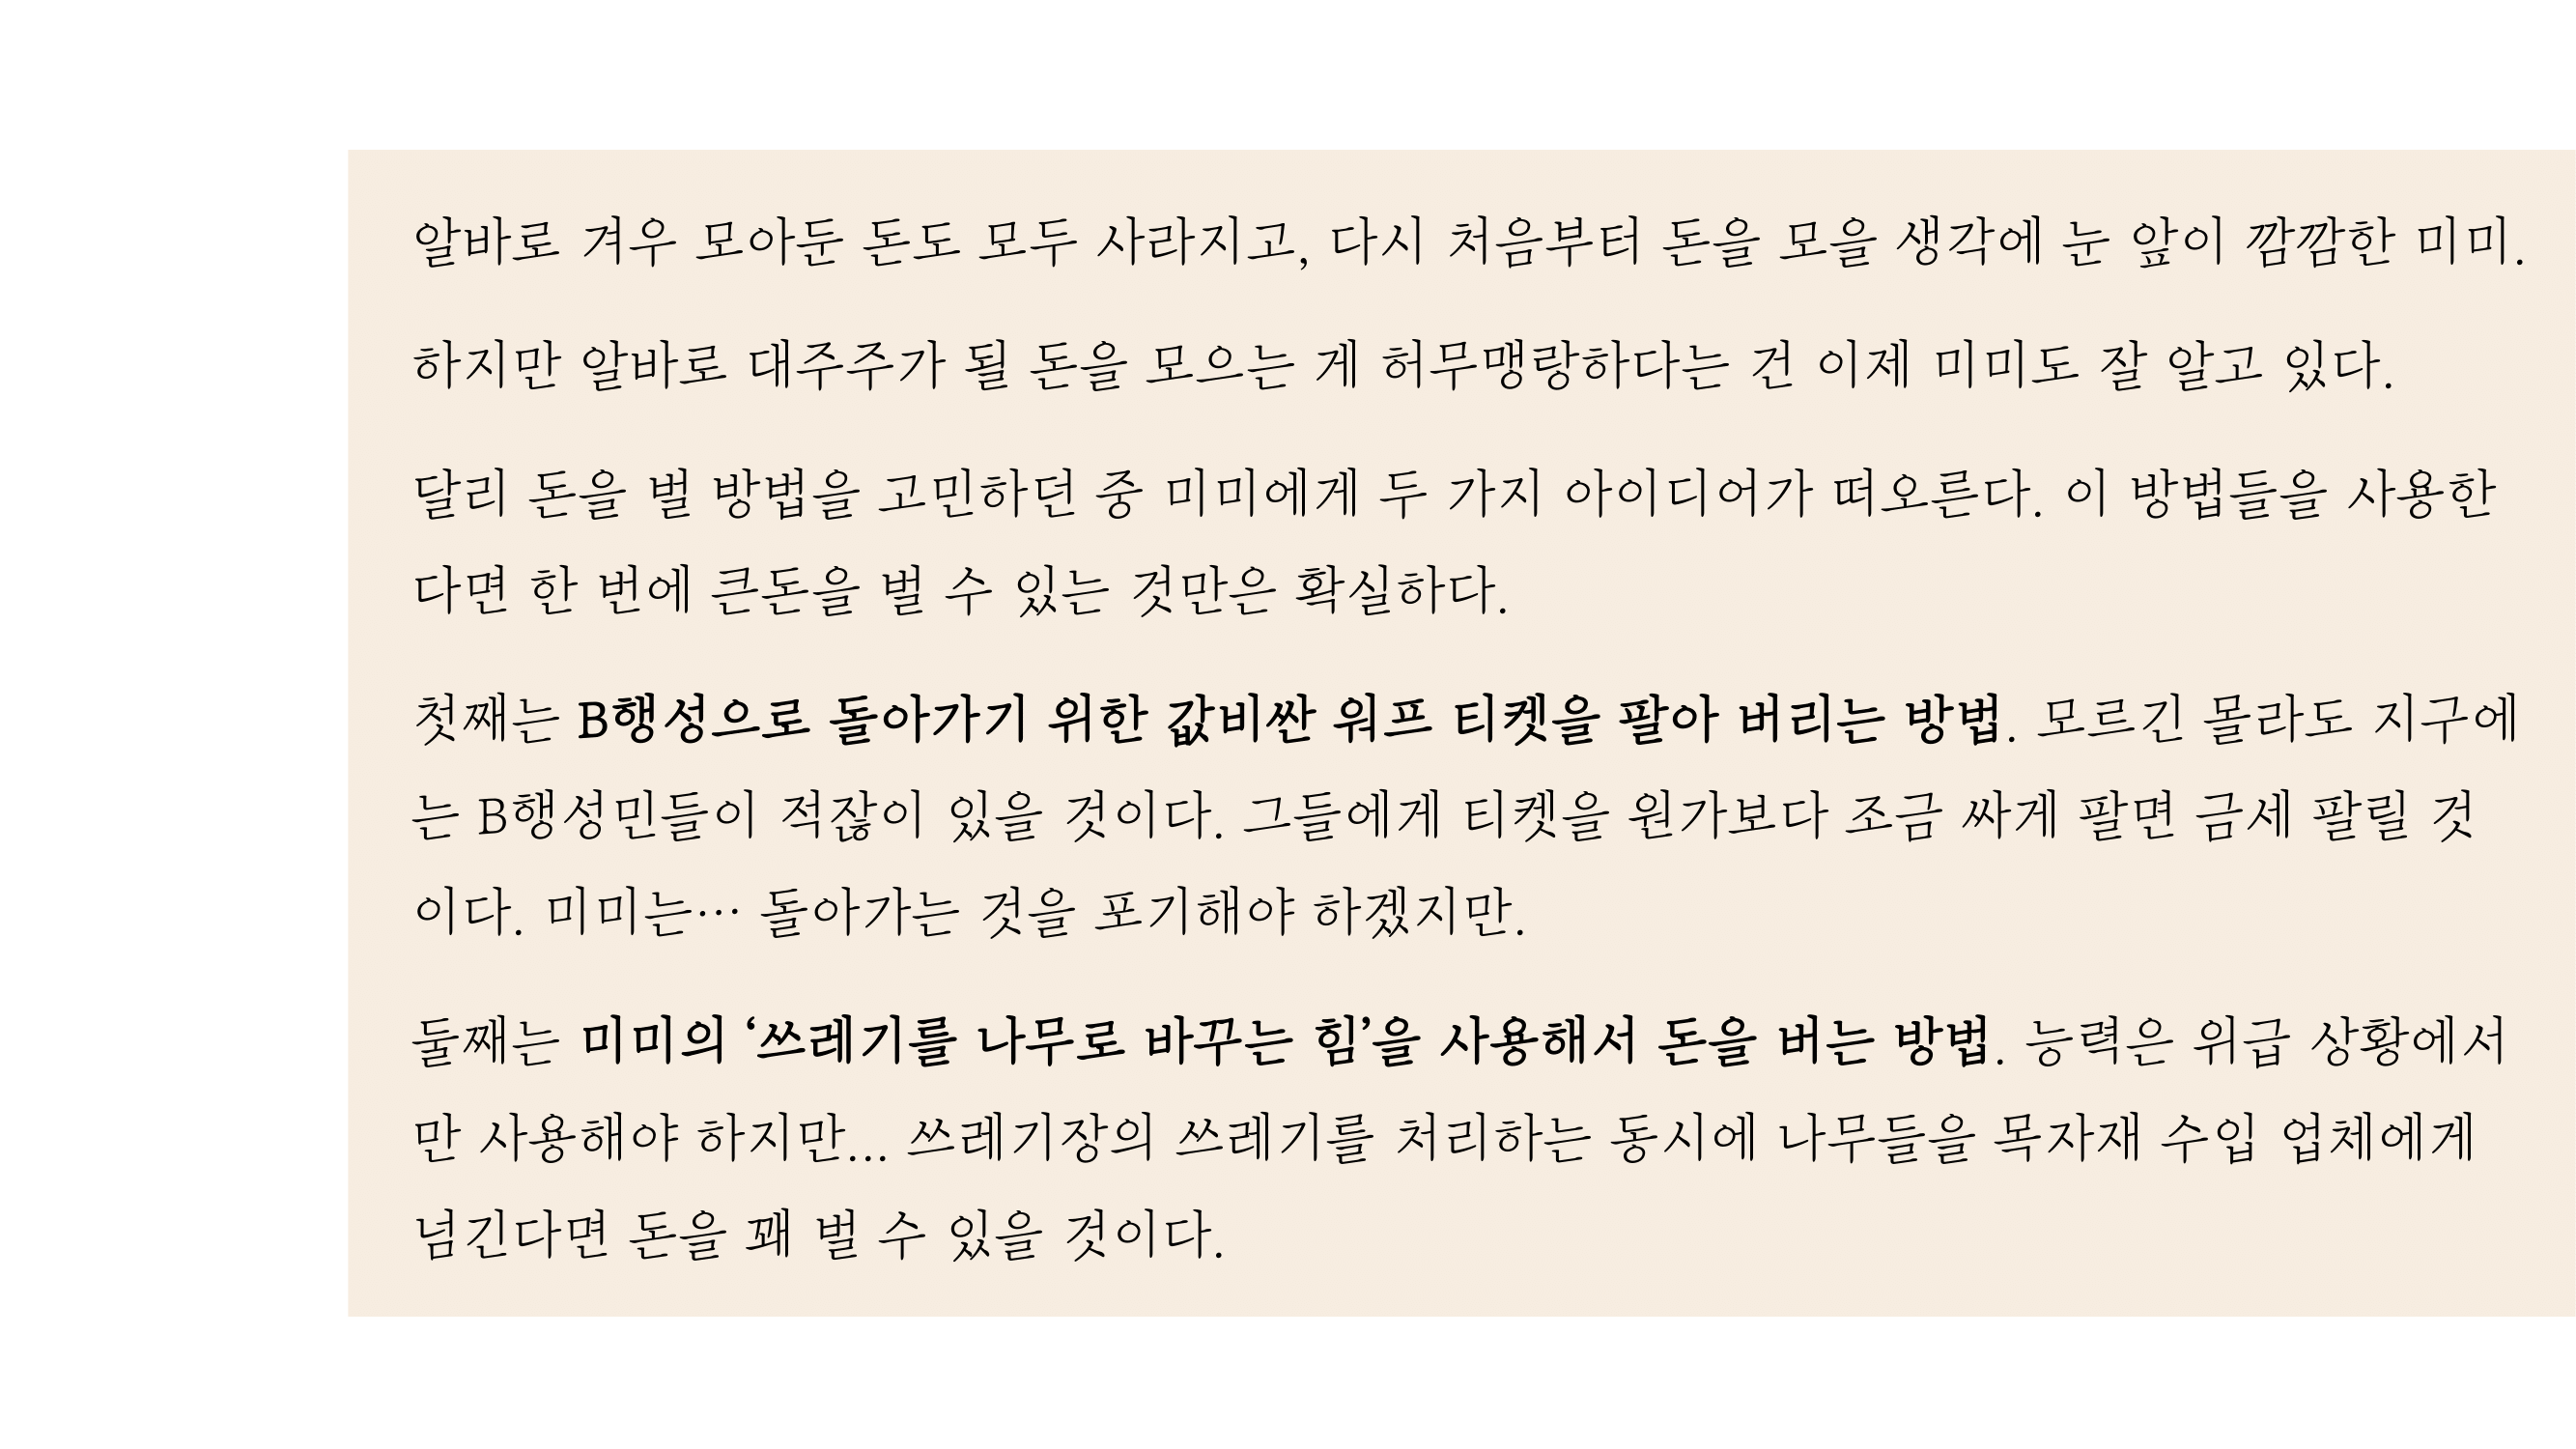 알바로 겨우 모아둔 돈도 모두 사라지고, 다시 처음부터 돈을 모을 생각에 눈 앞이 깜깜한 미미.
하지만 알바로 대주주가 될 돈을 모으는 게 허무맹랑하다는 건 이제 미미도 잘 알고 있다.
달리 돈을 벌 방법을 고민하던 중 미미에게 두 가지 아이디어가 떠오른다. 이 방법들을 사용한
다면 한 번에 큰돈을 벌 수 있는 것만은 확실하다.
첫째는 B행성으로 돌아가기 위한 값비싼 워프 티켓을 팔아 버리는 방법. 모르긴 몰라도 지구에
는 B행성민들이 적잖이 있을 것이다. 그들에게 티켓을 원가보다 조금 싸게 팔면 금세 팔릴 것
이다. 미미는… 돌아가는 것을 포기해야 하겠지만.
둘째는 미미의 ‘쓰레기를 나무로 바꾸는 힘’을 사용해서 돈을 버는 방법. 능력은 위급 상황에서
만 사용해야 하지만... 쓰레기장의 쓰레기를 처리하는 동시에 나무들을 목자재 수입 업체에게
넘긴다면 돈을 꽤 벌 수 있을 것이다.